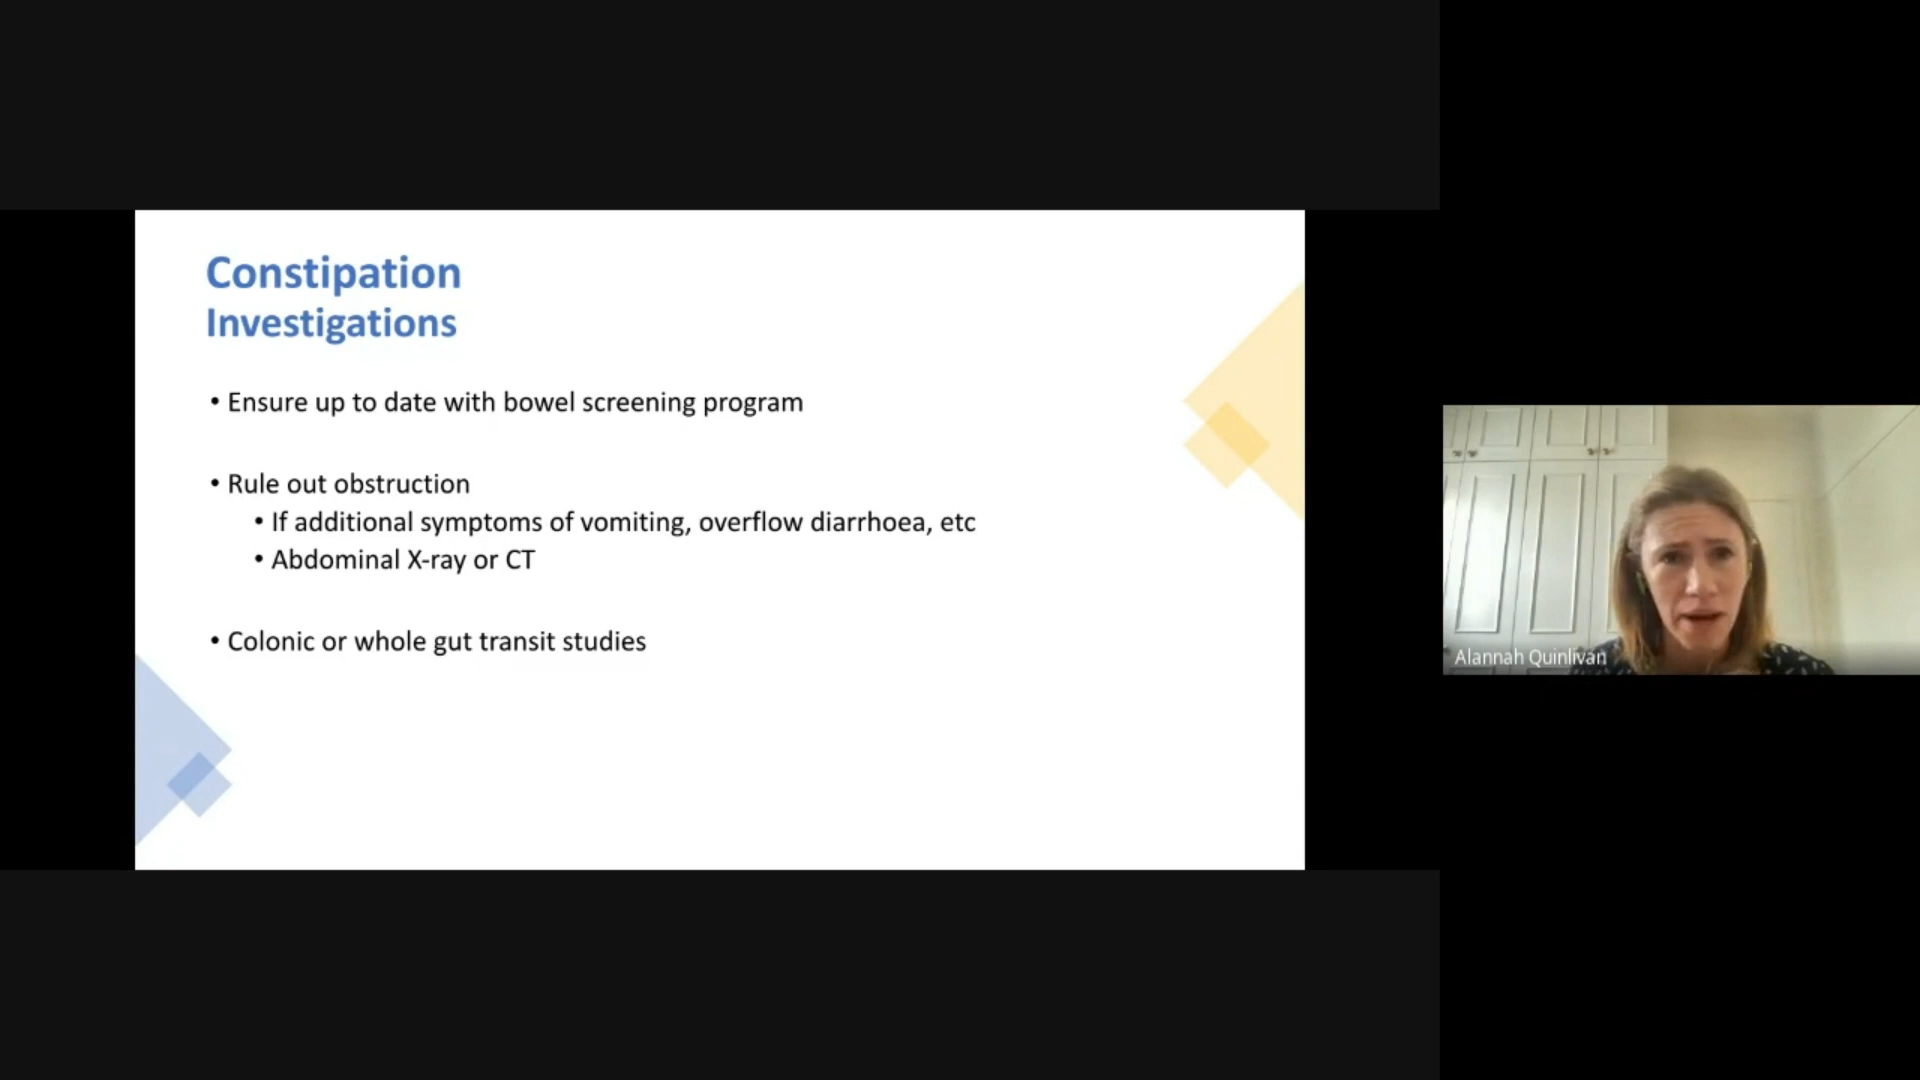 Constipation
Investigations
• Ensure up to date with bowel screening program
• Rule out obstruction
• If additional symptoms of vomiting, overflow diarrhoea, etc
• Abdominal X-ray or CT
• Colonic or whole gut transit studies
Alannah Quinlivan